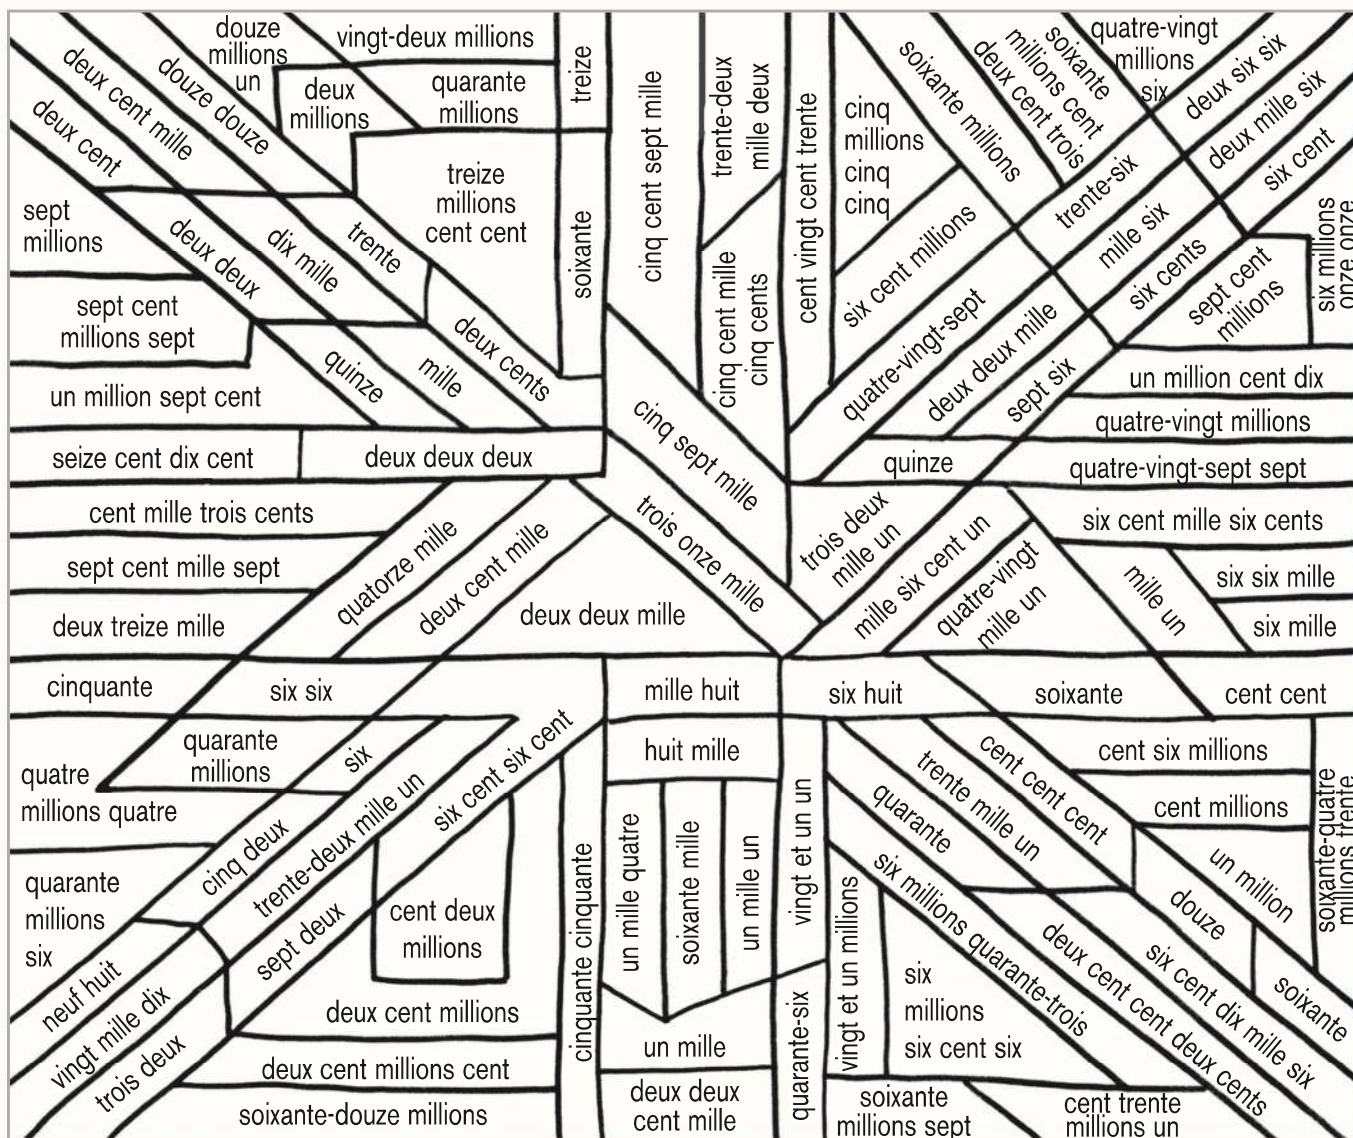 douze
millions
un
vingt-deux millions
deux
millions
quarante
millions
treize
deux cent mille
douze douze
deux cent
treize
millions
cent cent
soixante
cinq cent sept mille
trente-deux
mille deux
cinq cent mille
cinq cents
cent vingt cent trente
cinq
millions
cinq
cinq
soixante millions
deux cent trois
millions cent
soixante
quatre-vingt
millions
six
deux six six
deux mille six
six cent
six millions
onze onze
trente-six
mille six
six cents
sept cent
millions
six cent millions
quatre-vingt-sept
deux deux mille
sept six
sept
millions
deux deux
dix mille
trente
deux cents
sept cent
millions sept
quinze
mille
un million sept cent
un million cent dix
quatre-vingt millions
seize cent dix cent
deux deux deux
cinq sept mille
quinze
quatre-vingt-sept sept
cent mille trois cents
sept cent mille sept
deux treize mille
quatorze mille
deux cent mille
deux deux mille
trois onze mille
trois deux
mille un
mille six cent un
quatre-vingt
mille un
six cent mille six cents
mille un
six six mille
six mille
cinquante
six six
mille huit
six huit
soixante
cent cent
quarante
millions
quatre
millions quatre
six
trente-deux mille un
six cent six cent
huit mille
un mille quatre
soixante mille
un mille un
vingt et un un
trente mille un
cent cent cent
cent six millions
cent millions
soixante-quatre
millions trente
quarante
un million
cinq deux
quarante
millions
six
sept deux
cent deux
millions
cinquante cinquante
vingt et un millions
six millions quarante-trois
douze
soixante
neuf huit
vingt mille dix
trois deux
deux cent millions
deux cent millions cent
soixante-douze millions
un mille
deux deux
cent mille
quarante-six
six
millions
six cent six
deux cent cent deux cents
six cent dix mille six
soixante
millions sept
cent trente
millions un